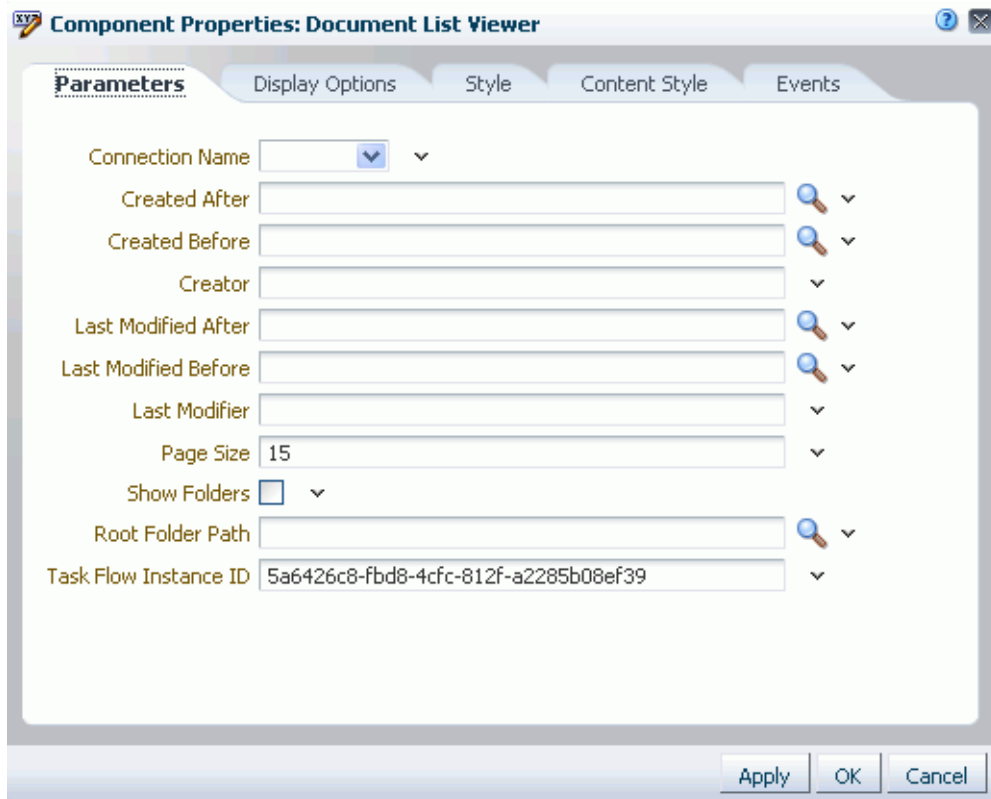 Component Properties: Document List Viewer
Parameters Display Options Style Content Style Events
Connection Name
Created After
Created Before
Creator
Last Modified After
Last Modified Before
Last Modifier
Page Size 15
Show Folders
Root Folder Path
Task Flow Instance ID 5a6426c8-fbd8-4cfc-812f-a2285b08ef39
Apply OK Cancel